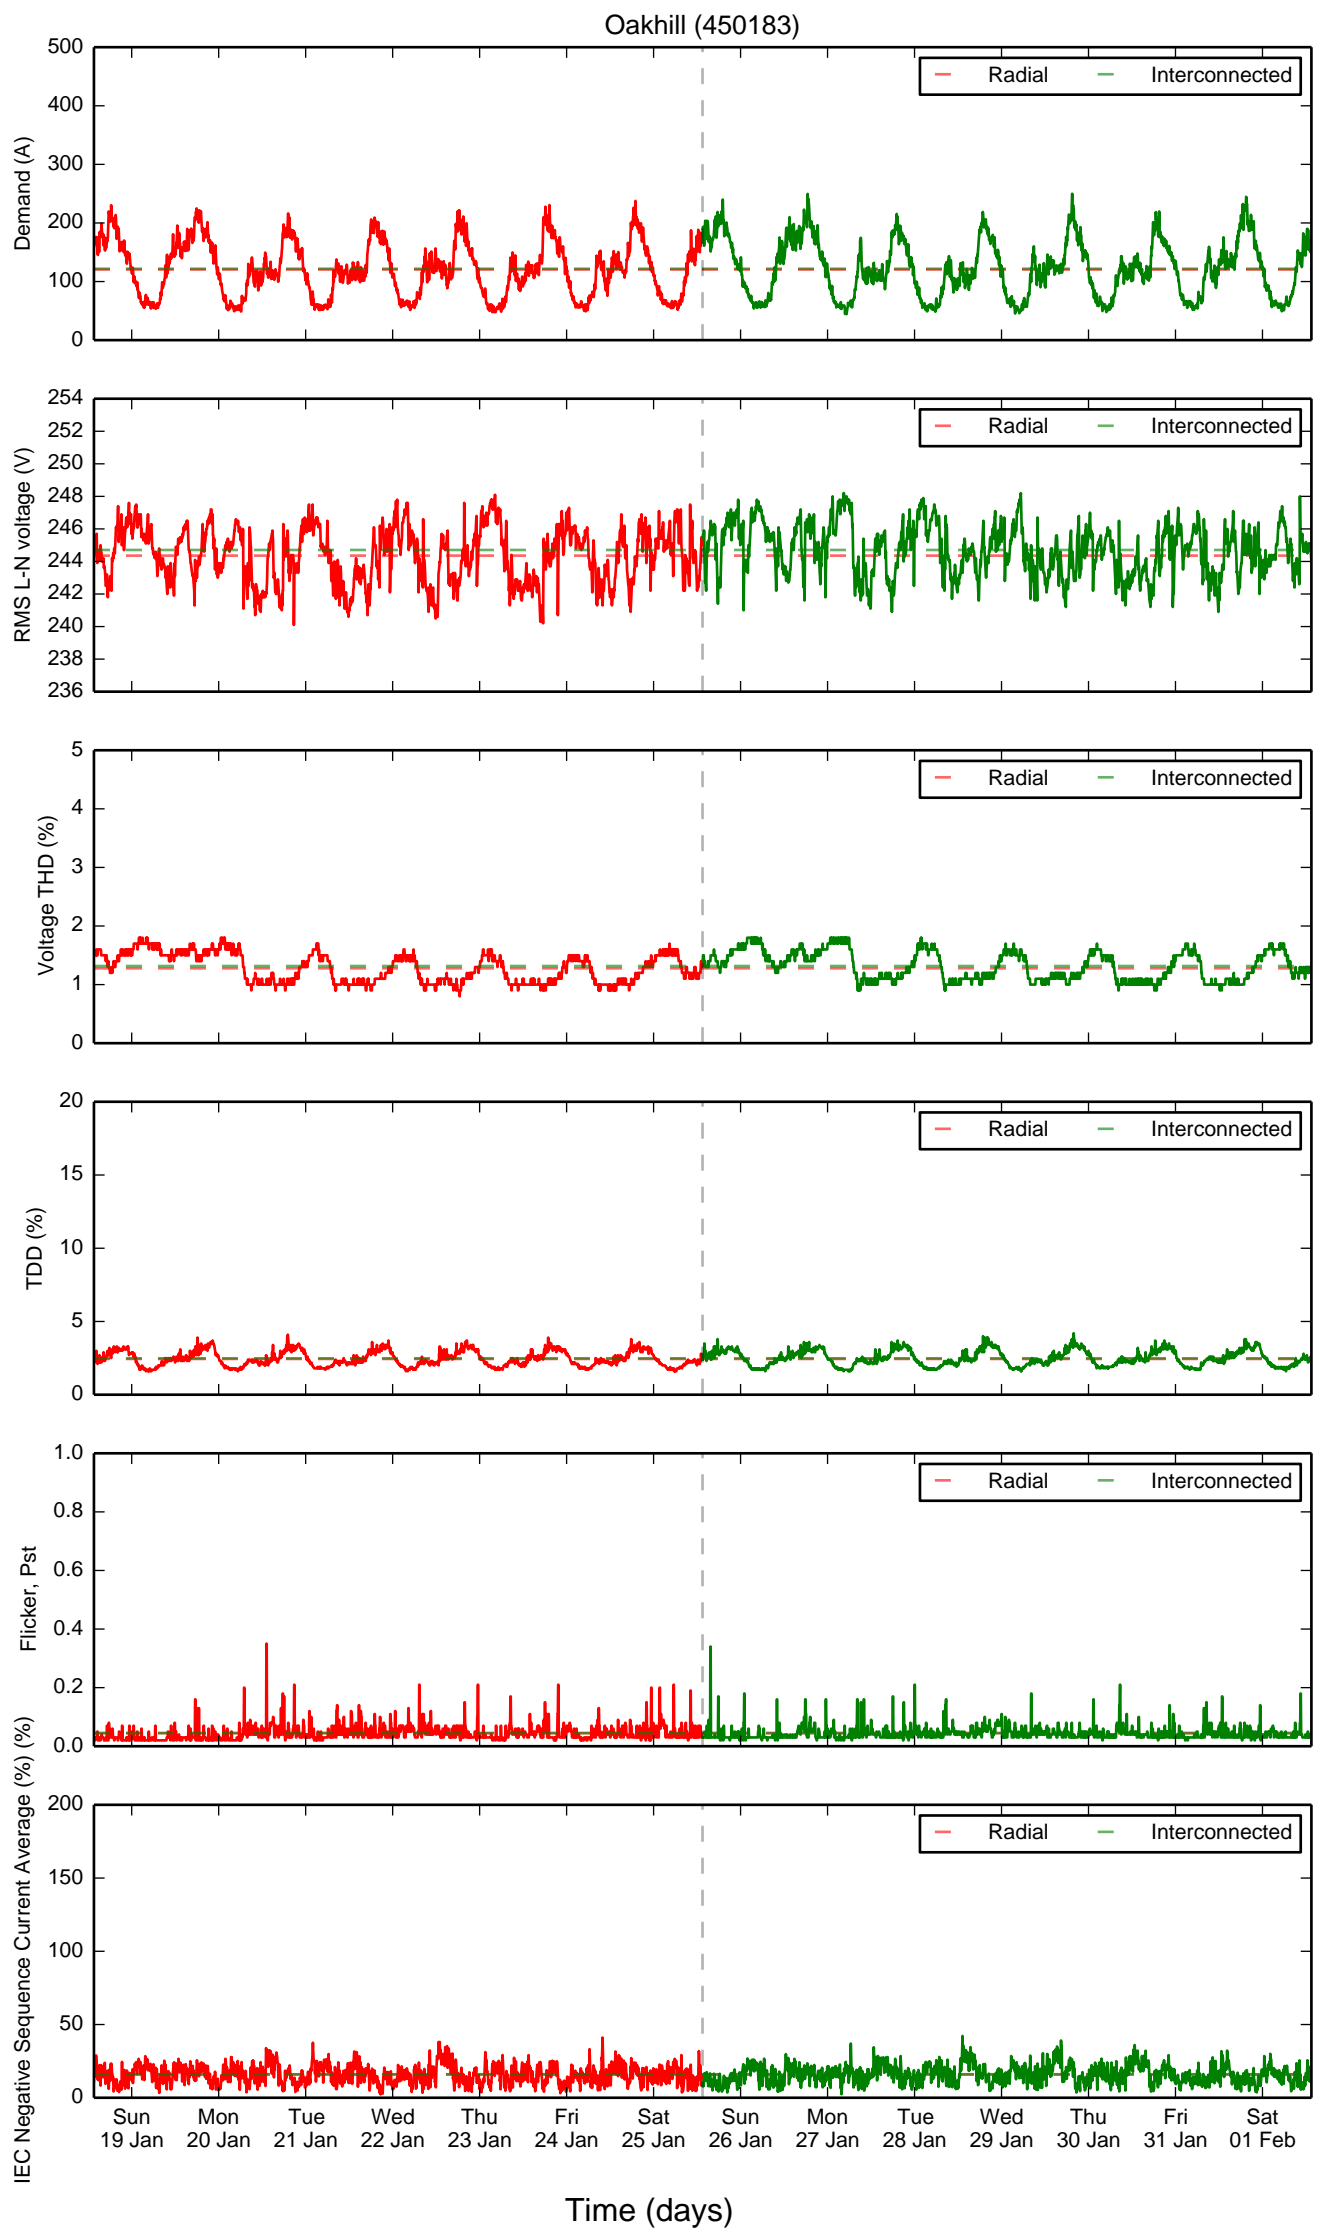 Oakhill (450183)
500
400
300
200
100
0
Demand (A)
Radial Interconnected
254
252
250
248
246
244
242
240
238
236
RMS L-N voltage (V)
Radial Interconnected
5
4
3
2
1
0
Voltage THD (%)
Radial Interconnected
20
15
10
5
0
TDD (%)
Radial Interconnected
1.0
0.8
0.6
0.4
0.2
0.0
Flicker, Pst
Radial Interconnected
200
150
100
50
0
IEC Negative Sequence Current Average (%) (%)
Radial Interconnected
Sun Mon Tue Wed Thu Fri Sat Sun Mon Tue Wed Thu Fri Sat
19 Jan 20 Jan 21 Jan 22 Jan 23 Jan 24 Jan 25 Jan 26 Jan 27 Jan 28 Jan 29 Jan 30 Jan 31 Jan 01 Feb
Time (days)